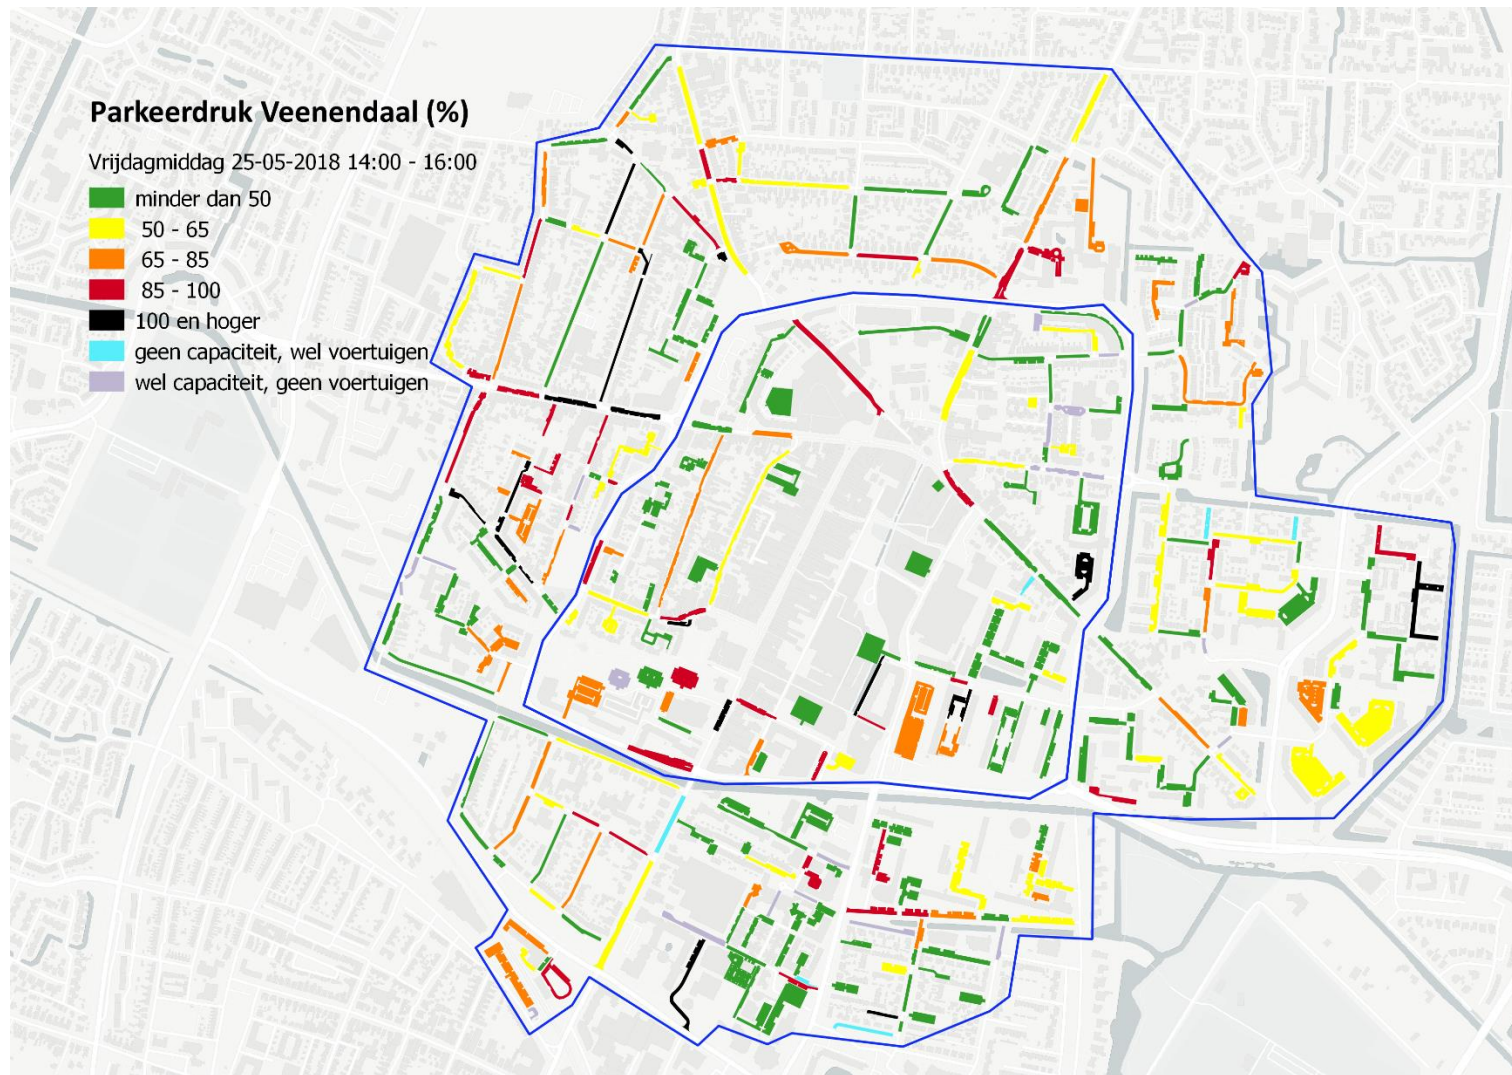 Parkeerdruk Veenendaal (%)
Vrijdagmiddag 25-05-2018 14:00 - 16:00
minder dan 50
50 - 65
65 - 85
85 - 100
100 en hoger
geen capaciteit, wel voertuigen
wel capaciteit, geen voertuigen